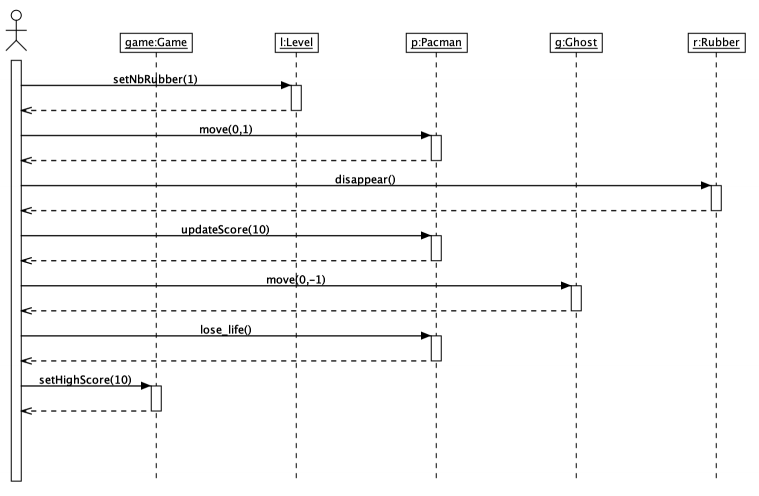 game:Game
l:Level
p:Pacman
g:Ghost
r:Rubber
setNbRubber(1)
move(0,1)
disappear()
updateScore(10)
move(0,-1)
lose_life()
setHighScore(10)